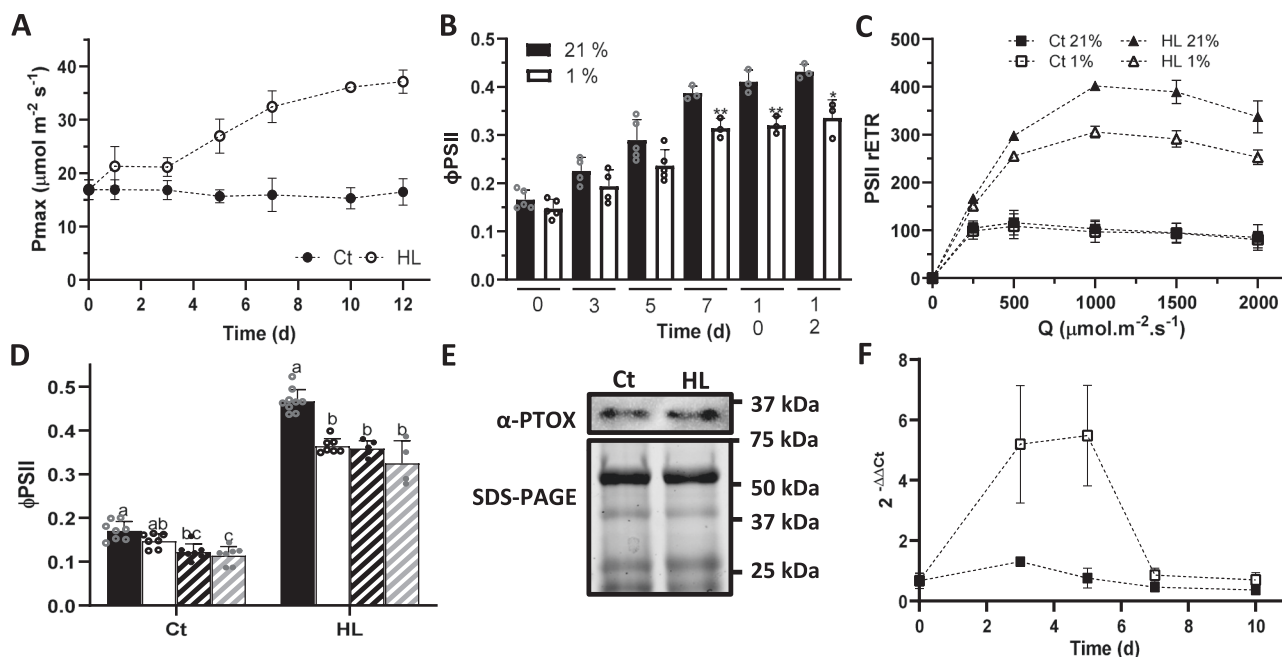 A
Pmax (μmol m⁻² s⁻¹)
50
40
30
20
10
0
0 2 4 6 8 10 12
Time (d)
Ct HL
B
21 %
1 %
ϕPSII
0.5
0.4
0.3
0.2
0.1
0.0
** ** *
0 3 5 7 1 1
0 2
Time (d)
C
Ct 21% HL 21%
Ct 1% HL 1%
PSII rETR
500
400
300
200
100
0
0 500 1000 1500 2000
Q (μmol.m⁻².s⁻¹)
D
ϕPSII
0.5
0.4
0.3
0.2
0.1
0.0
a ab bc c
a b b b
Ct HL
E
Ct HL
α-PTOX
37 kDa
75 kDa
SDS-PAGE
50 kDa
37 kDa
25 kDa
F
2 -ΔΔCt
8
6
4
2
0
0 2 4 6 8 10
Time (d)